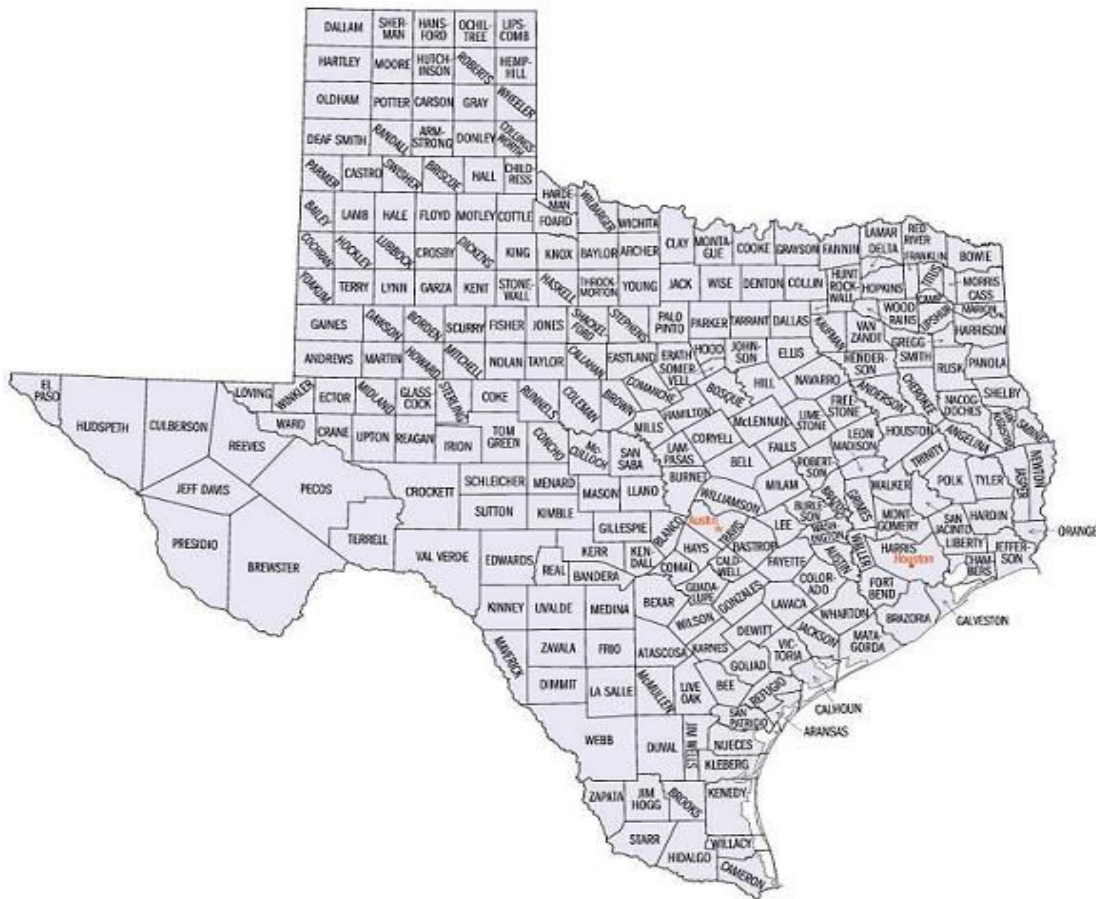 DALLAM
SHER-
MAN
HANS-
FORD
OCHIL-
TREE
LIPS-
COMB
HARTLEY
MOORE
HUTCH-
INSON
ROBERTS
HEMP-
HILL
OLDHAM
POTTER
CARSON
GRAY
WHEELER
DEAF SMITH
RANDALL
ARM-
STRONG
DONLEY
COLLINGS-
WORTH
PARMER
CASTRO
SWISHER
BRISCOE
HALL
CHILD-
RESS
HARDE-
MAN
BAILEY
LAMB
HALE
FLOYD
MOTLEY
COTTLE
FOARD
WILBARGER
WICHITA
COCHRAN
HOCKLEY
LUBBOCK
CROSBY
DICKENS
KING
KNOX
BAYLOR
ARCHER
CLAY
MONTA-
GUE
COOKE
GRAYSON
FANNIN
LAMAR
DELTA
RED
RIVER
FRANKLIN
BOWIE
YOAKUM
TERRY
LYNN
GARZA
KENT
STONE-
WALL
HASKELL
THROCK-
MORTON
YOUNG
JACK
WISE
DENTON
COLLIN
HUNT
ROCK-
WALL
HOPKINS
TITUS
CAMP
MORRIS
CASS
GAINES
DAWSON
BORDEN
SCURRY
FISHER
JONES
SHACKEL-
FORD
STEPHENS
PALO
PINTO
PARKER
TARRANT
DALLAS
KAUFMAN
WOOD
RAINS
VAN
ZANDT
UPSHUR
MARION
HARRISON
GREGG
SMITH
ANDREWS
MARTIN
HOWARD
MITCHELL
NOLAN
TAYLOR
CALLAHAN
EASTLAND
ERATH
SOMER-
VELL
HOOD
JOHN-
SON
ELLIS
HENDER-
SON
RUSK
PANOLA
EL
PASO
HUDSPETH
CULBERSON
REEVES
LOVING
WINKLER
ECTOR
MIDLAND
GLASS-
COCK
STERLING
COKE
RUNNELS
COLEMAN
BROWN
COMANCHE
BOSQUE
HILL
NAVARRO
FREE-
STONE
ANDERSON
CHEROKEE
NACOG-
DOCHES
SHELBY
WARD
CRANE
UPTON
REAGAN
IRION
TOM
GREEN
CONCHO
Mc-
CULLOCH
SAN
SABA
MILLS
HAMILTON
LAM-
PASAS
CORYELL
McLENNAN
LIME
STONE
FALLS
LEON
MADISON
HOUSTON
ANGELINA
SAN
AUGUSTINE
SABINE
JEFF DAVIS
PECOS
CROCKETT
SCHLEICHER
MENARD
MASON
LLANO
BURNET
BELL
MILAM
ROBERT-
SON
BRAZOS
GRIMES
WALKER
TRINITY
POLK
TYLER
JASPER
NEWTON
PRESIDIO
BREWSTER
TERRELL
VAL VERDE
SUTTON
KIMBLE
GILLESPIE
BLANCO
WILLIAMSON
Austin
TRAVIS
LEE
BURLE-
SON
WASH-
INGTON
MONT-
GOMERY
SAN
JACINTO
HARDIN
ORANGE
EDWARDS
REAL
KERR
BANDERA
KEN-
DALL
HAYS
COMAL
CALD-
WELL
BASTROP
FAYETTE
AUSTIN
WALLER
HARRIS
Houston
LIBERTY
CHAM-
BERS
JEFFER-
SON
KINNEY
UVALDE
MEDINA
BEXAR
GUADA-
LUPE
WILSON
GONZALES
LAVACA
COLOR-
ADO
WHARTON
FORT
BEND
BRAZORIA
GALVESTON
MAVERICK
ZAVALA
FRIO
ATASCOSA
KARNES
DEWITT
VIC-
TORIA
JACKSON
MATA-
GORDA
DIMMIT
LA SALLE
McMULLEN
LIVE
OAK
BEE
GOLIAD
REFUGIO
CALHOUN
ARANSAS
WEBB
DUVAL
JIM WELLS
SAN
PATRICIO
NUECES
KLEBERG
ZAPATA
JIM
HOGG
BROOKS
KENEDY
STARR
HIDALGO
WILLACY
CAMERON